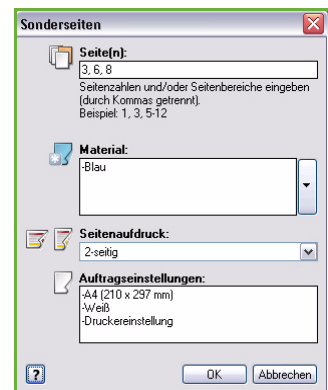 Sonderseiten
Seite(n):
3, 6, 8
Seitenzahlen und/oder Seitenbereiche eingeben
(durch Kommas getrennt).
Beispiel: 1, 3, 5-12
Material:
-Blau
Seitenaufdruck:
2-seitig
Auftragseinstellungen:
-A4 (210 x 297 mm)
-Weiß
-Druckereinstellung
?
OK
Abbrechen